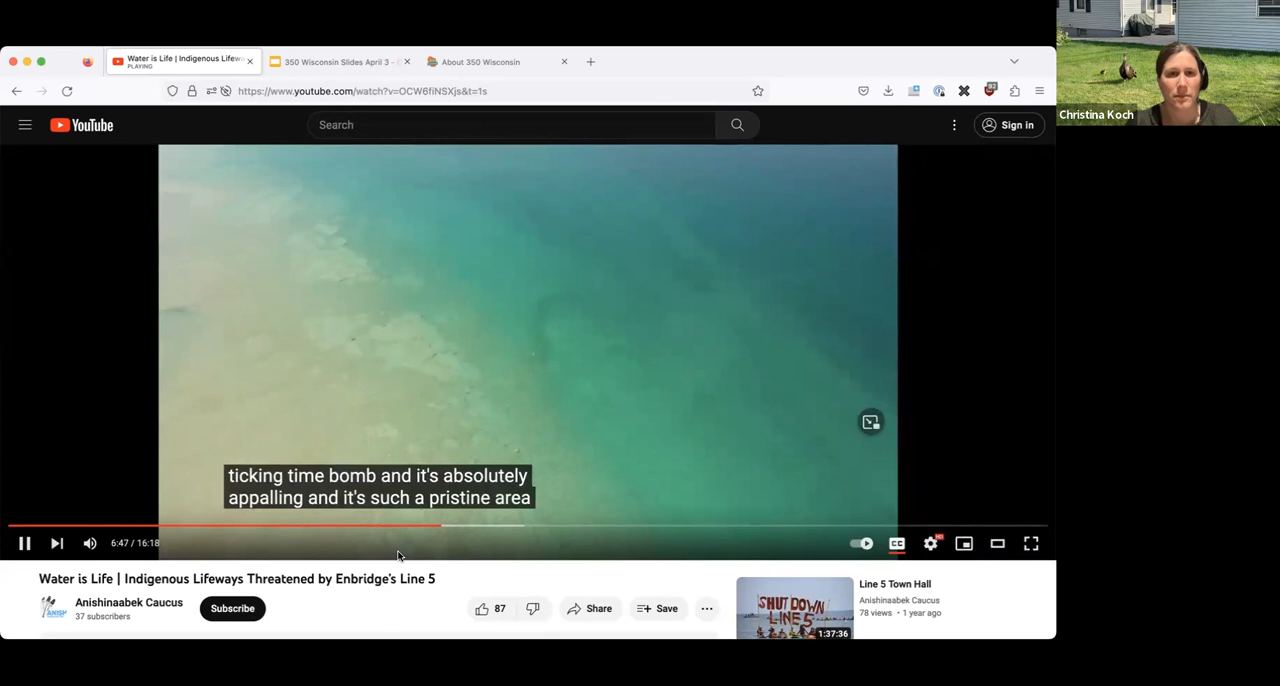 Water is Life | Indigenous Lifew
PLAYING
350 Wisconsin Slides April 3 -
About 350 Wisconsin
https://www.youtube.com/watch?v=OCW6fiNSXjs&t=1s
YouTube
Search
Sign in
Christina Koch
ticking time bomb and it's absolutely
appalling and it's such a pristine area
6:47 / 16:18
CC
Water is Life | Indigenous Lifeways Threatened by Enbridge's Line 5
Anishinaabek Caucus
37 subscribers
Subscribe
87
Share
Save
SHUT DOWN
LINE 5
1:37:36
Line 5 Town Hall
Anishinaabek Caucus
78 views • 1 year ago